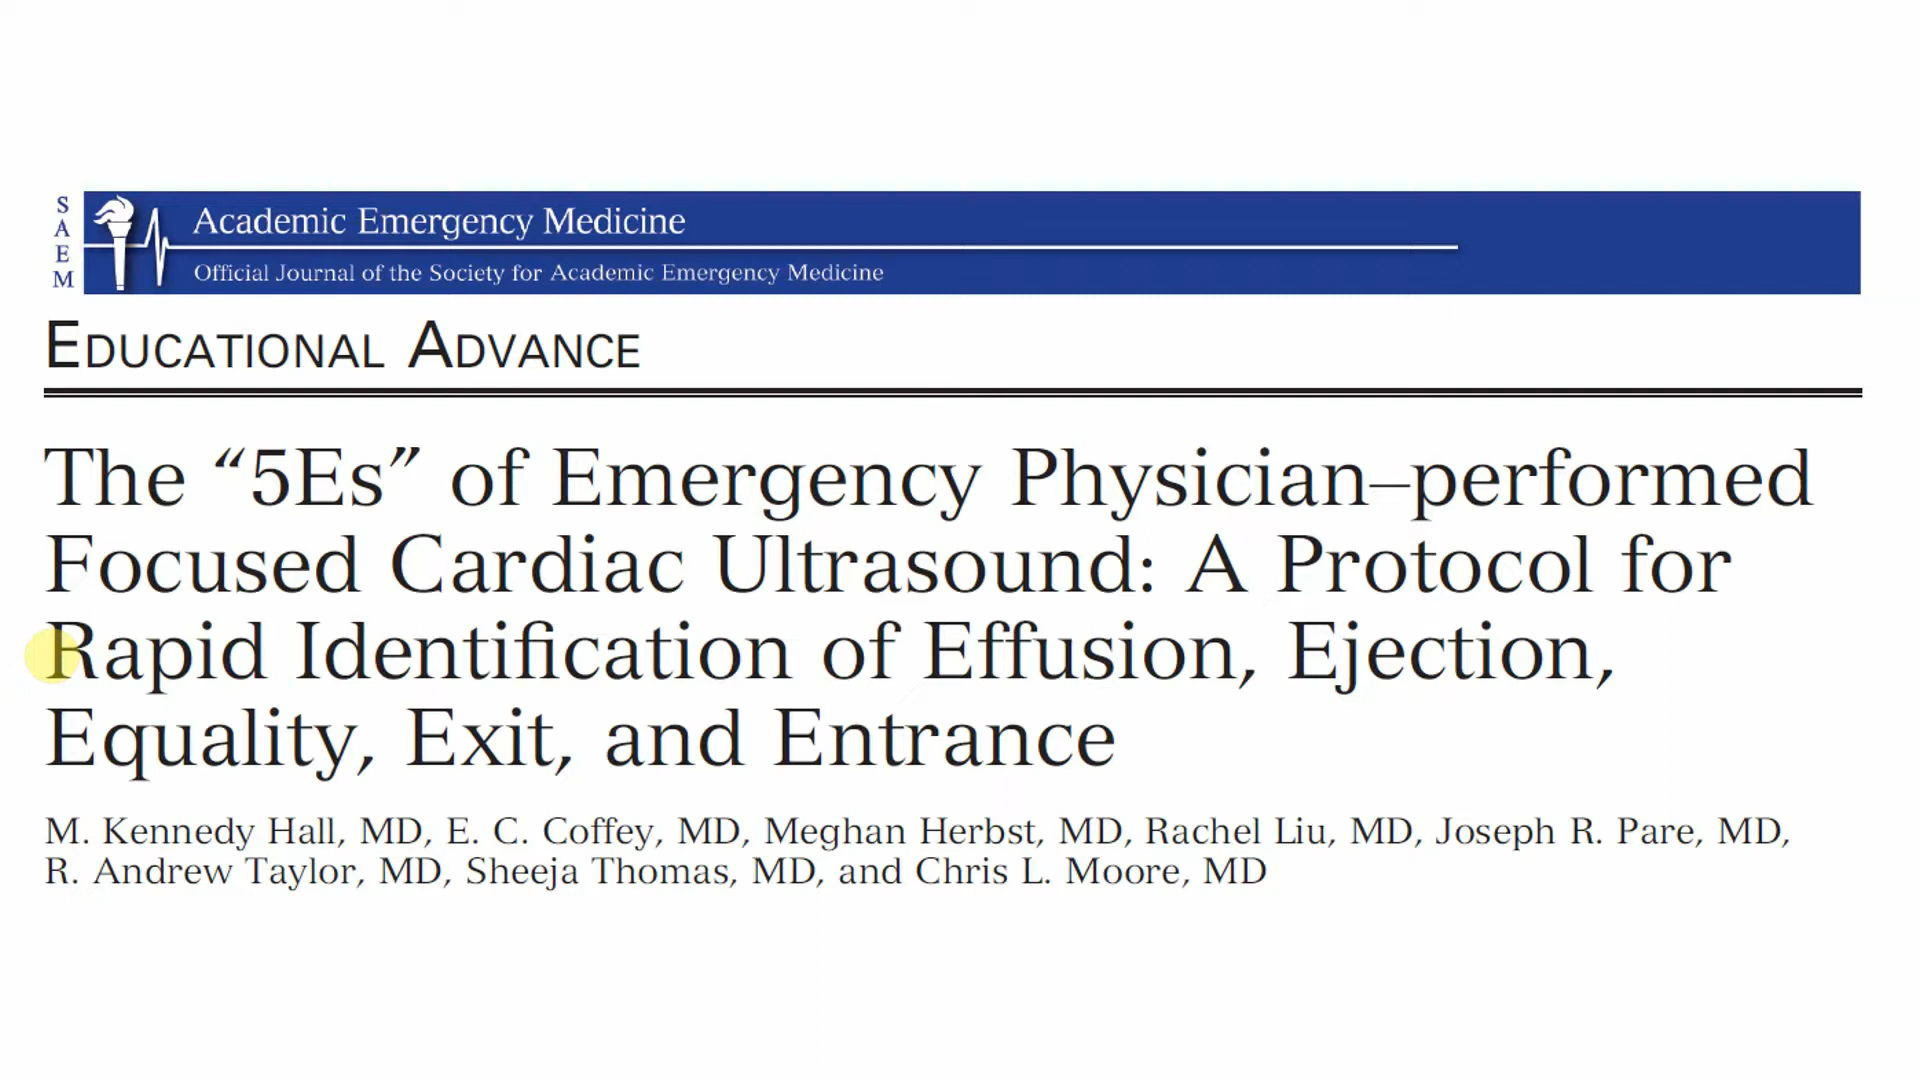 SAEM
Academic Emergency Medicine
Official Journal of the Society for Academic Emergency Medicine
EDUCATIONAL ADVANCE
The “5Es” of Emergency Physician–performed
Focused Cardiac Ultrasound: A Protocol for
Rapid Identification of Effusion, Ejection,
Equality, Exit, and Entrance
M. Kennedy Hall, MD, E. C. Coffey, MD, Meghan Herbst, MD, Rachel Liu, MD, Joseph R. Pare, MD,
R. Andrew Taylor, MD, Sheeja Thomas, MD, and Chris L. Moore, MD